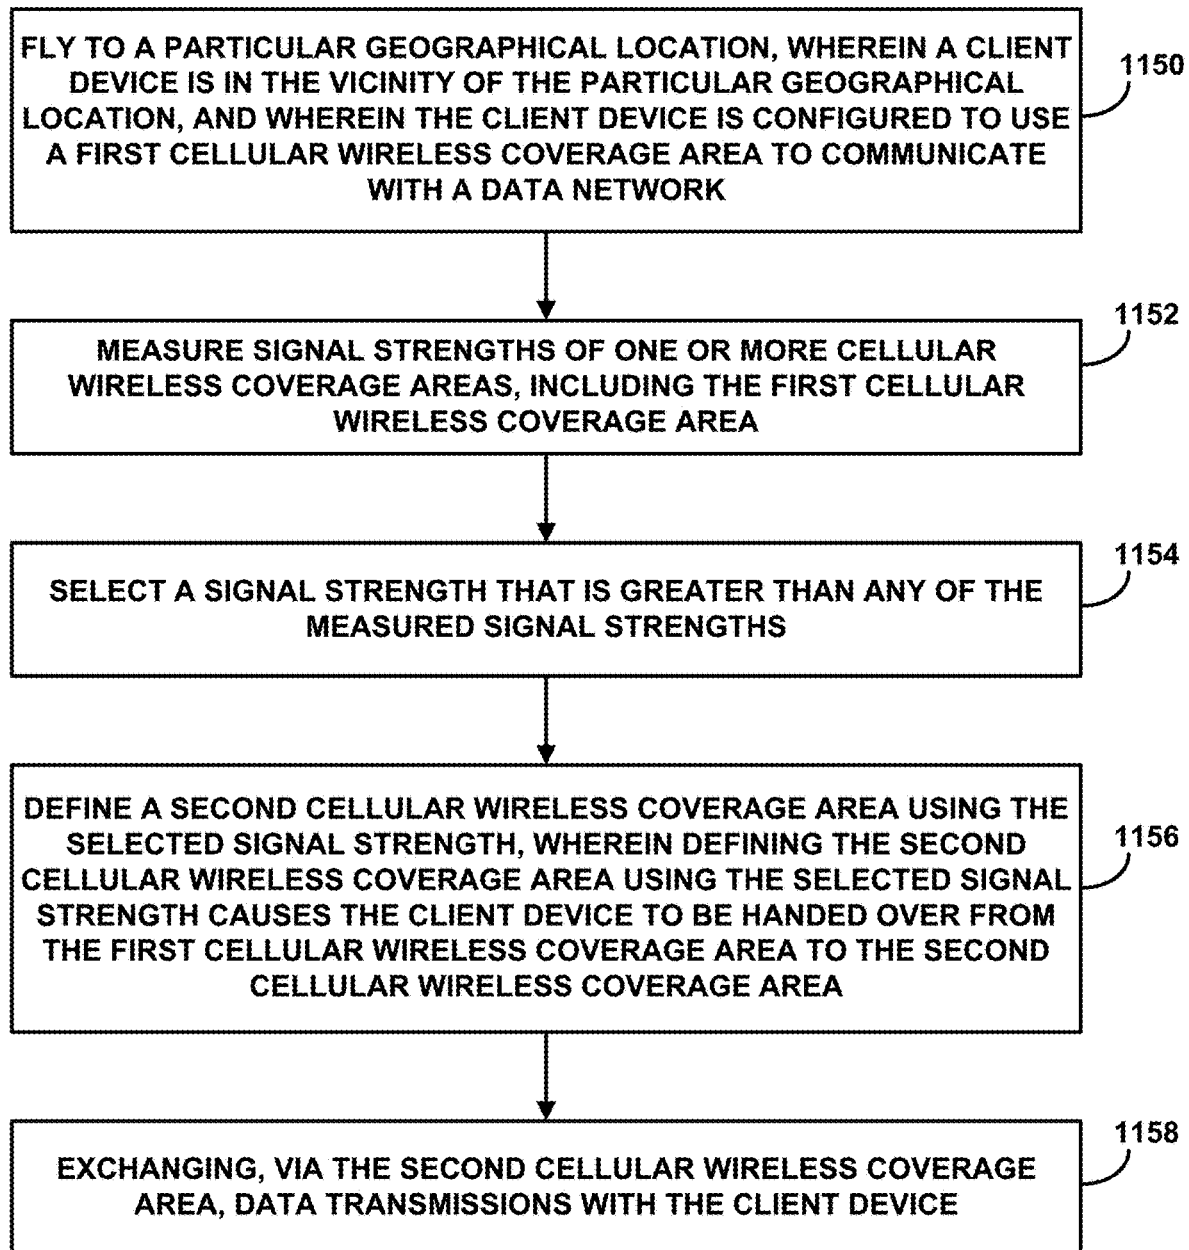 FLY TO A PARTICULAR GEOGRAPHICAL LOCATION, WHEREIN A CLIENT
DEVICE IS IN THE VICINITY OF THE PARTICULAR GEOGRAPHICAL
LOCATION, AND WHEREIN THE CLIENT DEVICE IS CONFIGURED TO USE
A FIRST CELLULAR WIRELESS COVERAGE AREA TO COMMUNICATE
WITH A DATA NETWORK
1150
MEASURE SIGNAL STRENGTHS OF ONE OR MORE CELLULAR
WIRELESS COVERAGE AREAS, INCLUDING THE FIRST CELLULAR
WIRELESS COVERAGE AREA
1152
SELECT A SIGNAL STRENGTH THAT IS GREATER THAN ANY OF THE
MEASURED SIGNAL STRENGTHS
1154
DEFINE A SECOND CELLULAR WIRELESS COVERAGE AREA USING THE
SELECTED SIGNAL STRENGTH, WHEREIN DEFINING THE SECOND
CELLULAR WIRELESS COVERAGE AREA USING THE SELECTED SIGNAL
STRENGTH CAUSES THE CLIENT DEVICE TO BE HANDED OVER FROM
THE FIRST CELLULAR WIRELESS COVERAGE AREA TO THE SECOND
CELLULAR WIRELESS COVERAGE AREA
1156
EXCHANGING, VIA THE SECOND CELLULAR WIRELESS COVERAGE
AREA, DATA TRANSMISSIONS WITH THE CLIENT DEVICE
1158